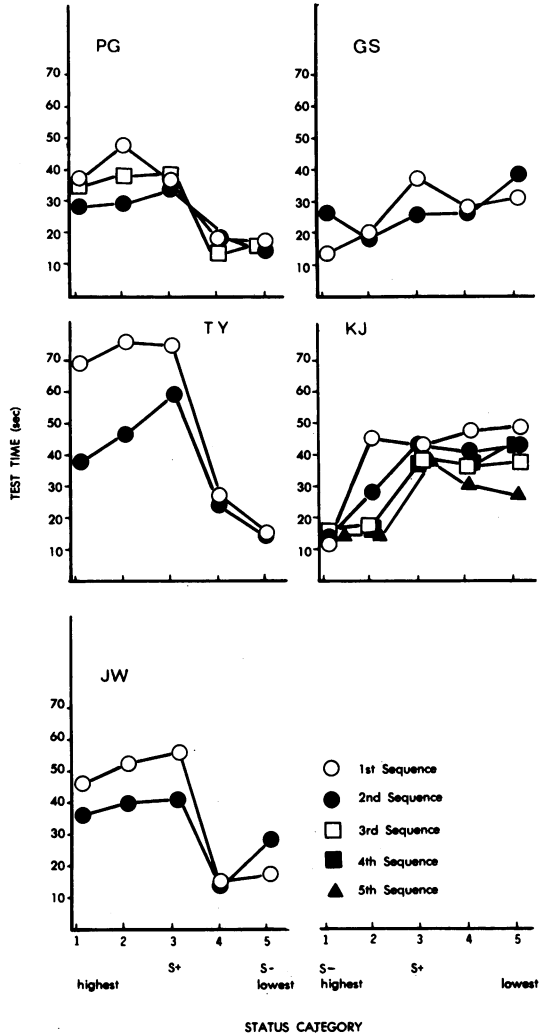 PG
GS
70
60
50
40
30
20
10
70
60
50
40
30
20
10
TY
KJ
70
60
50
40
30
20
10
70
60
50
40
30
20
10
TEST TIME (sec)
JW
70
60
50
40
30
20
10
1st Sequence
2nd Sequence
3rd Sequence
4th Sequence
5th Sequence
1 2 3 4 5
1 2 3 4 5
S+ S-
S- S+
highest lowest
highest lowest
STATUS CATEGORY